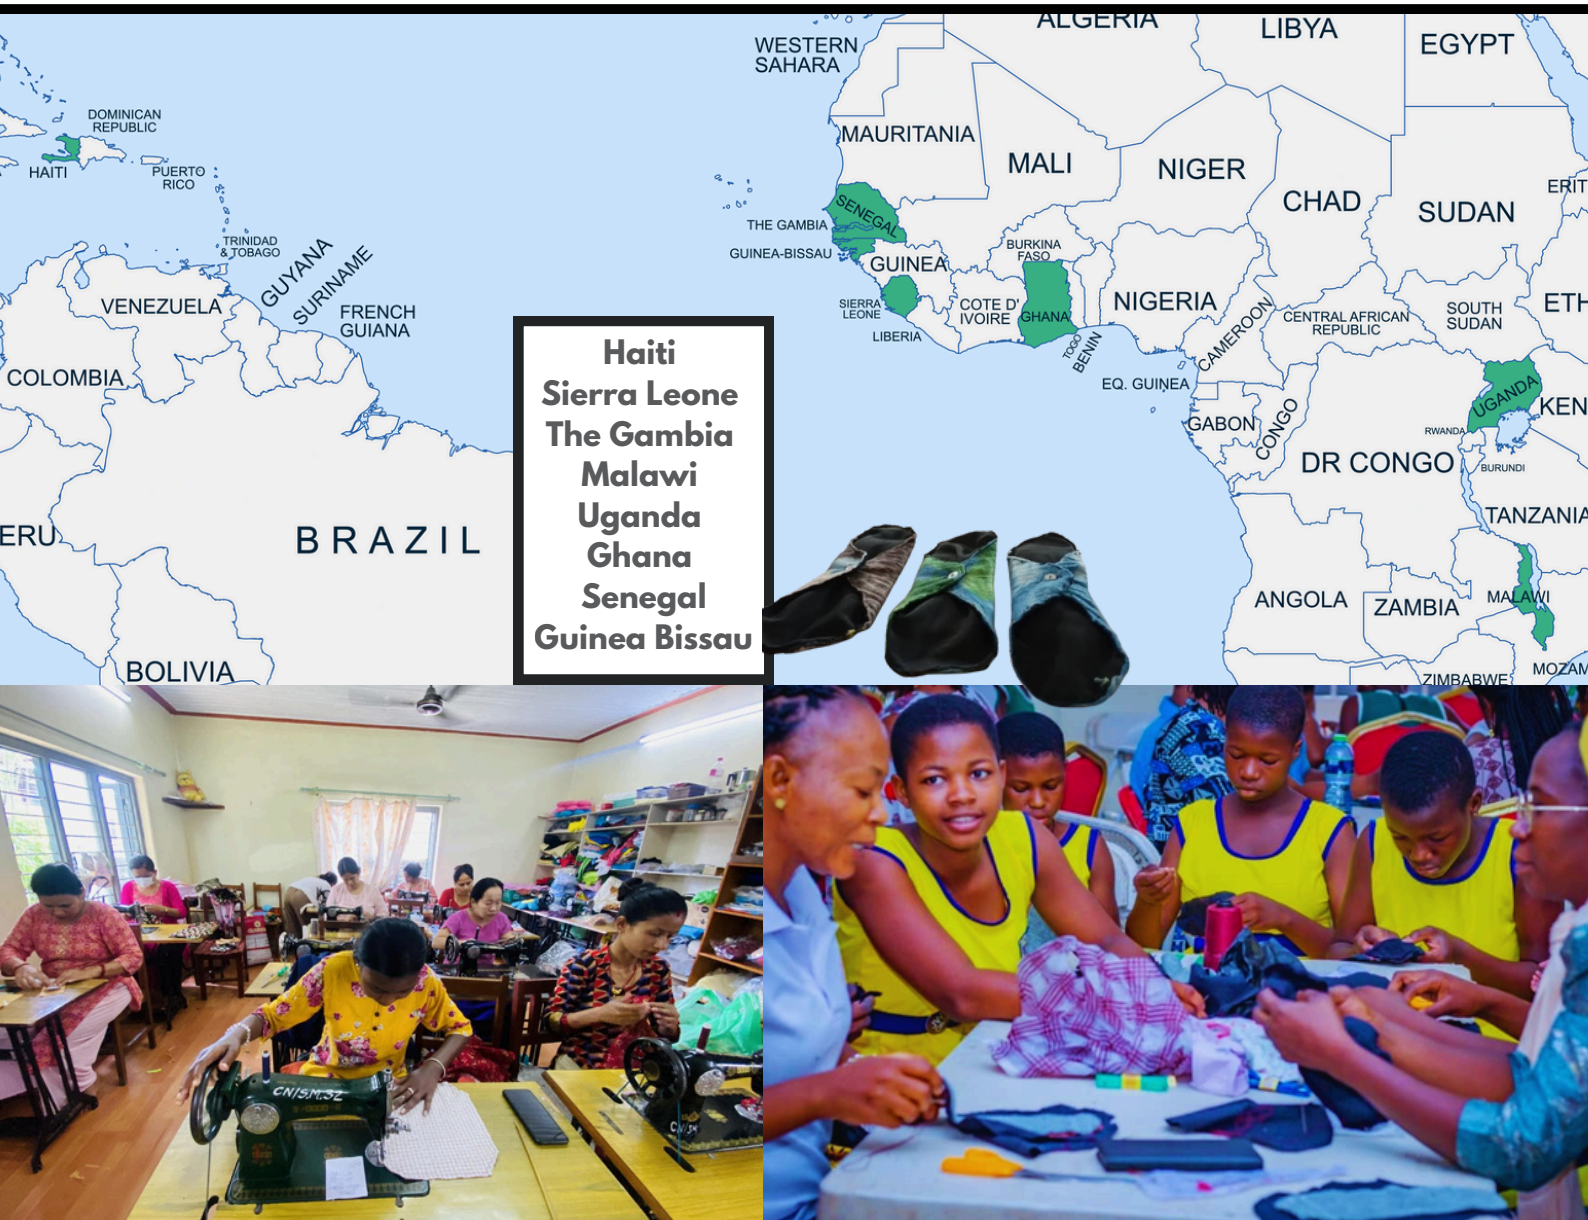 ALGERIA
LIBYA
EGYPT
WESTERN
SAHARA
DOMINICAN
REPUBLIC
HAITI
PUERTO
RICO
MAURITANIA
MALI
NIGER
CHAD
SUDAN
ERIT
SENEGAL
THE GAMBIA
GUINEA-BISSAU
GUINEA
BURKINA
FASO
TRINIDAD
& TOBAGO
GUYANA
SURINAME
FRENCH
GUIANA
VENEZUELA
COLOMBIA
SIERRA
LEONE
LIBERIA
COTE D'
IVOIRE
GHANA
TOGO
BENIN
NIGERIA
CAMEROON
CENTRAL AFRICAN
REPUBLIC
SOUTH
SUDAN
ETH
EQ. GUINEA
GABON
CONGO
DR CONGO
UGANDA
KEN
RWANDA
BURUNDI
TANZANIA
ERU
BRAZIL
BOLIVIA
ANGOLA
ZAMBIA
MALAWI
ZIMBABWE
MOZAM
Haiti
Sierra Leone
The Gambia
Malawi
Uganda
Ghana
Senegal
Guinea Bissau
CN/S.M.52